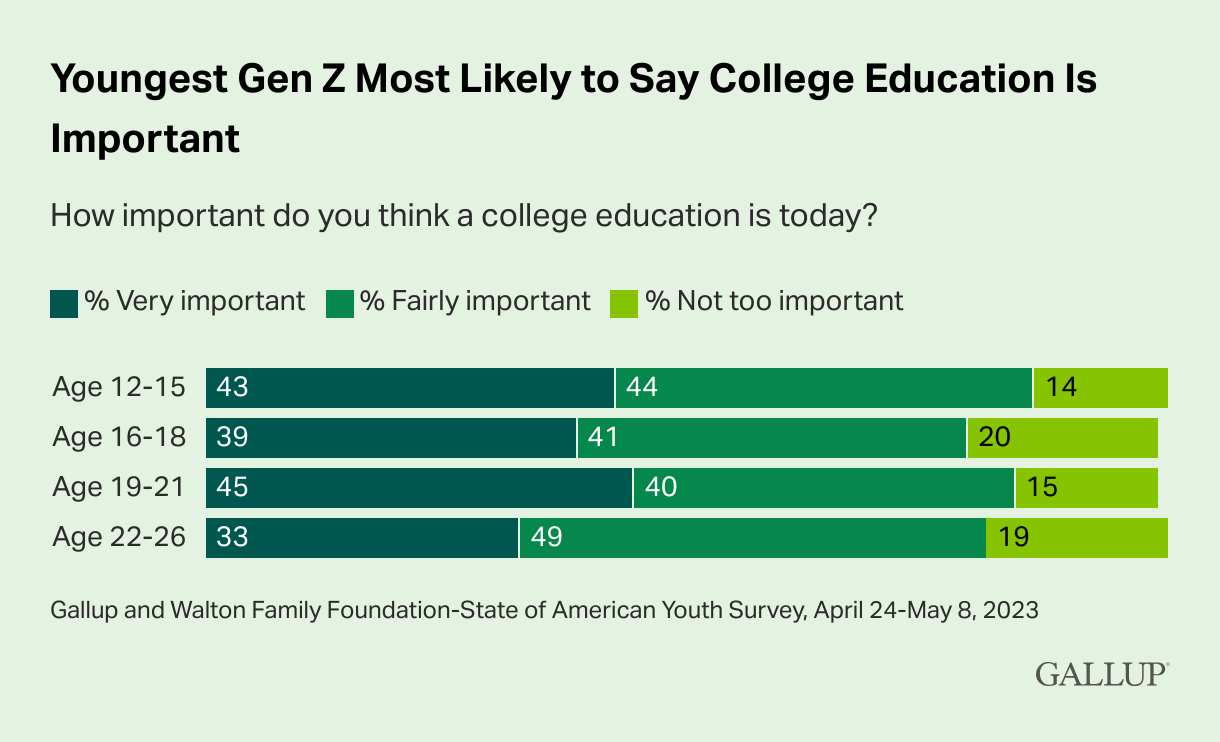 Youngest Gen Z Most Likely to Say College Education Is
Important
How important do you think a college education is today?
% Very important % Fairly important % Not too important
Age 12-15 43 44 14
Age 16-18 39 41 20
Age 19-21 45 40 15
Age 22-26 33 49 19
Gallup and Walton Family Foundation-State of American Youth Survey, April 24-May 8, 2023
GALLUP®